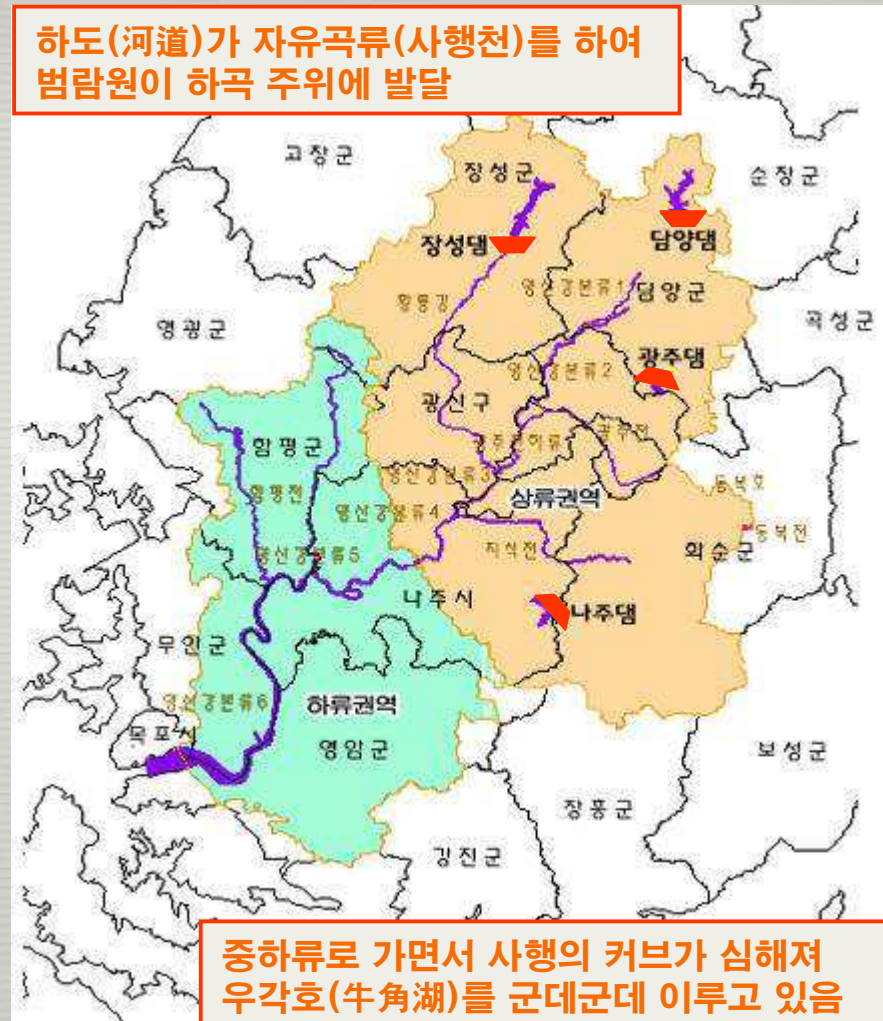 하도(河道)가 자유곡류(사행천)를 하여
범람원이 하곡 주위에 발달
고창군
장성군
순창군
장성댐
담양댐
영산강본류1
담양군
황룡강
곡성군
영광군
영산강본류2
광주댐
광산구
함평군
광주천
영산강본류3
동복호
상류권역
함평천
영산강본류4
동복천
지석천
화순군
영산강본류5
나주시
나주댐
무안군
영산강본류6
하류권역
목포시
영암군
보성군
장흥군
강진군
중하류로 가면서 사행의 커브가 심해져
우각호(牛角湖)를 군데군데 이루고 있음